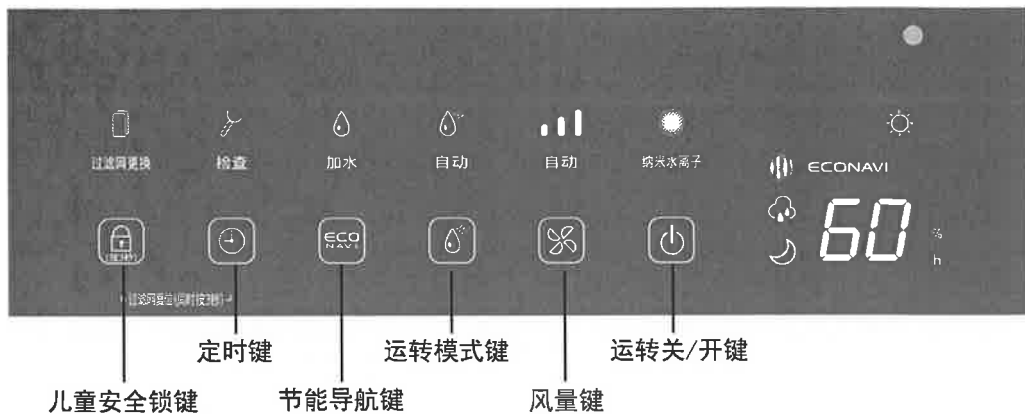 过滤网更换 检查 加水 自动 自动 纳米水离子
ECONAVI
60 %
h
ECO
NAVI
定时键 运转模式键 运转关/开键
儿童安全锁键 节能导航键 风量键